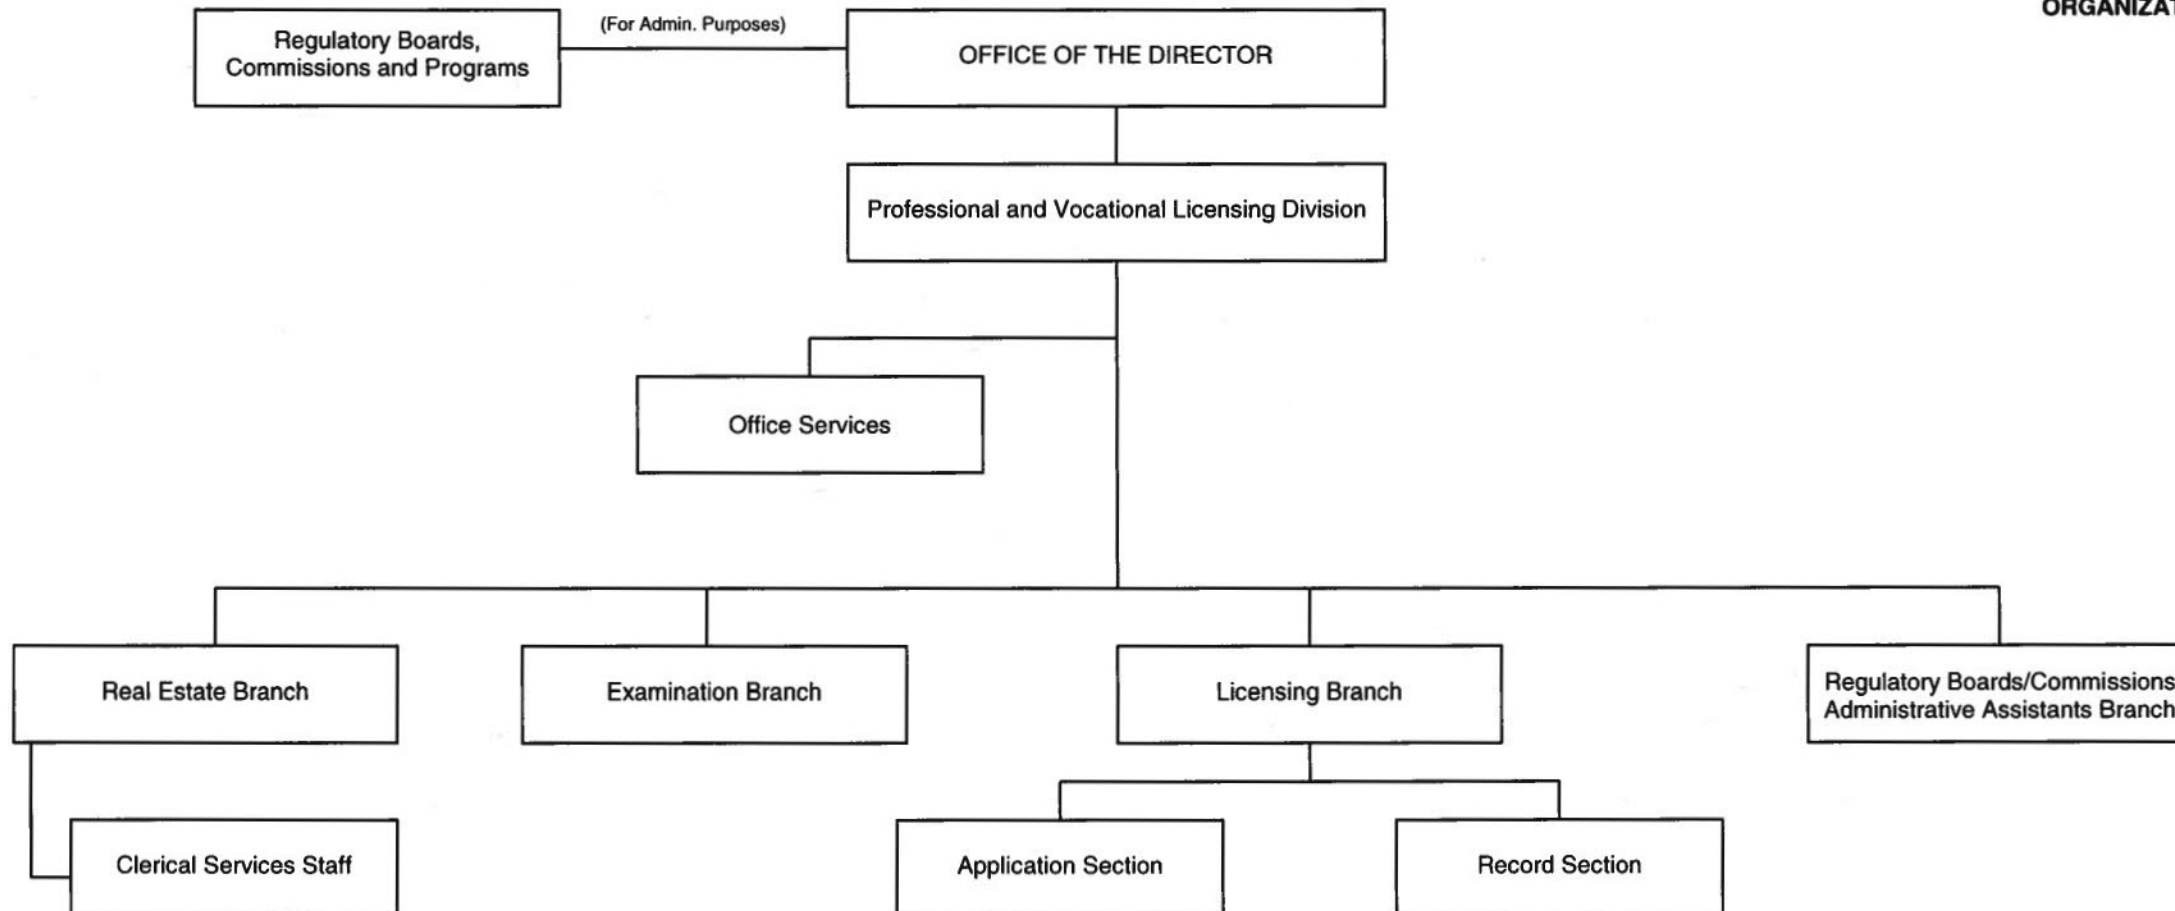 ORGANIZAT
(For Admin. Purposes)
Regulatory Boards,
Commissions and Programs
OFFICE OF THE DIRECTOR
Professional and Vocational Licensing Division
Office Services
Real Estate Branch
Examination Branch
Licensing Branch
Regulatory Boards/Commissions
Administrative Assistants Branch
Clerical Services Staff
Application Section
Record Section